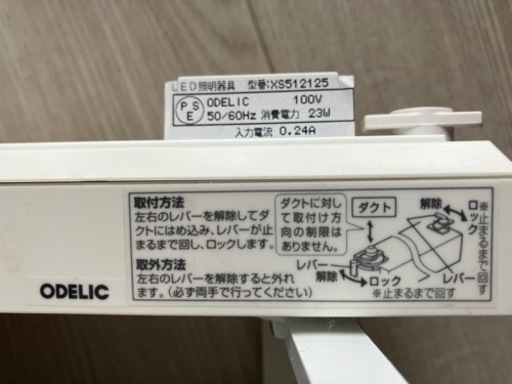 LED照明器具 型番:XS512125
PSE ODELIC 100V
50/60Hz 消費電力 23W
入力電流 0.24A
取付方法
左右のレバーを解除してダ
クトにはめ込み、レバーが止
まるまで回し、ロックします。
取外方法
左右のレバーを解除すると外れ
ます。(必ず両手で行ってください)
ダクトに対し
て取付け方
向の制限は
ありません。
ダクト
解除
ロック
※止まるまで回す
レバー
解除
ロック
レバー
※止まるまで回す
ODELIC